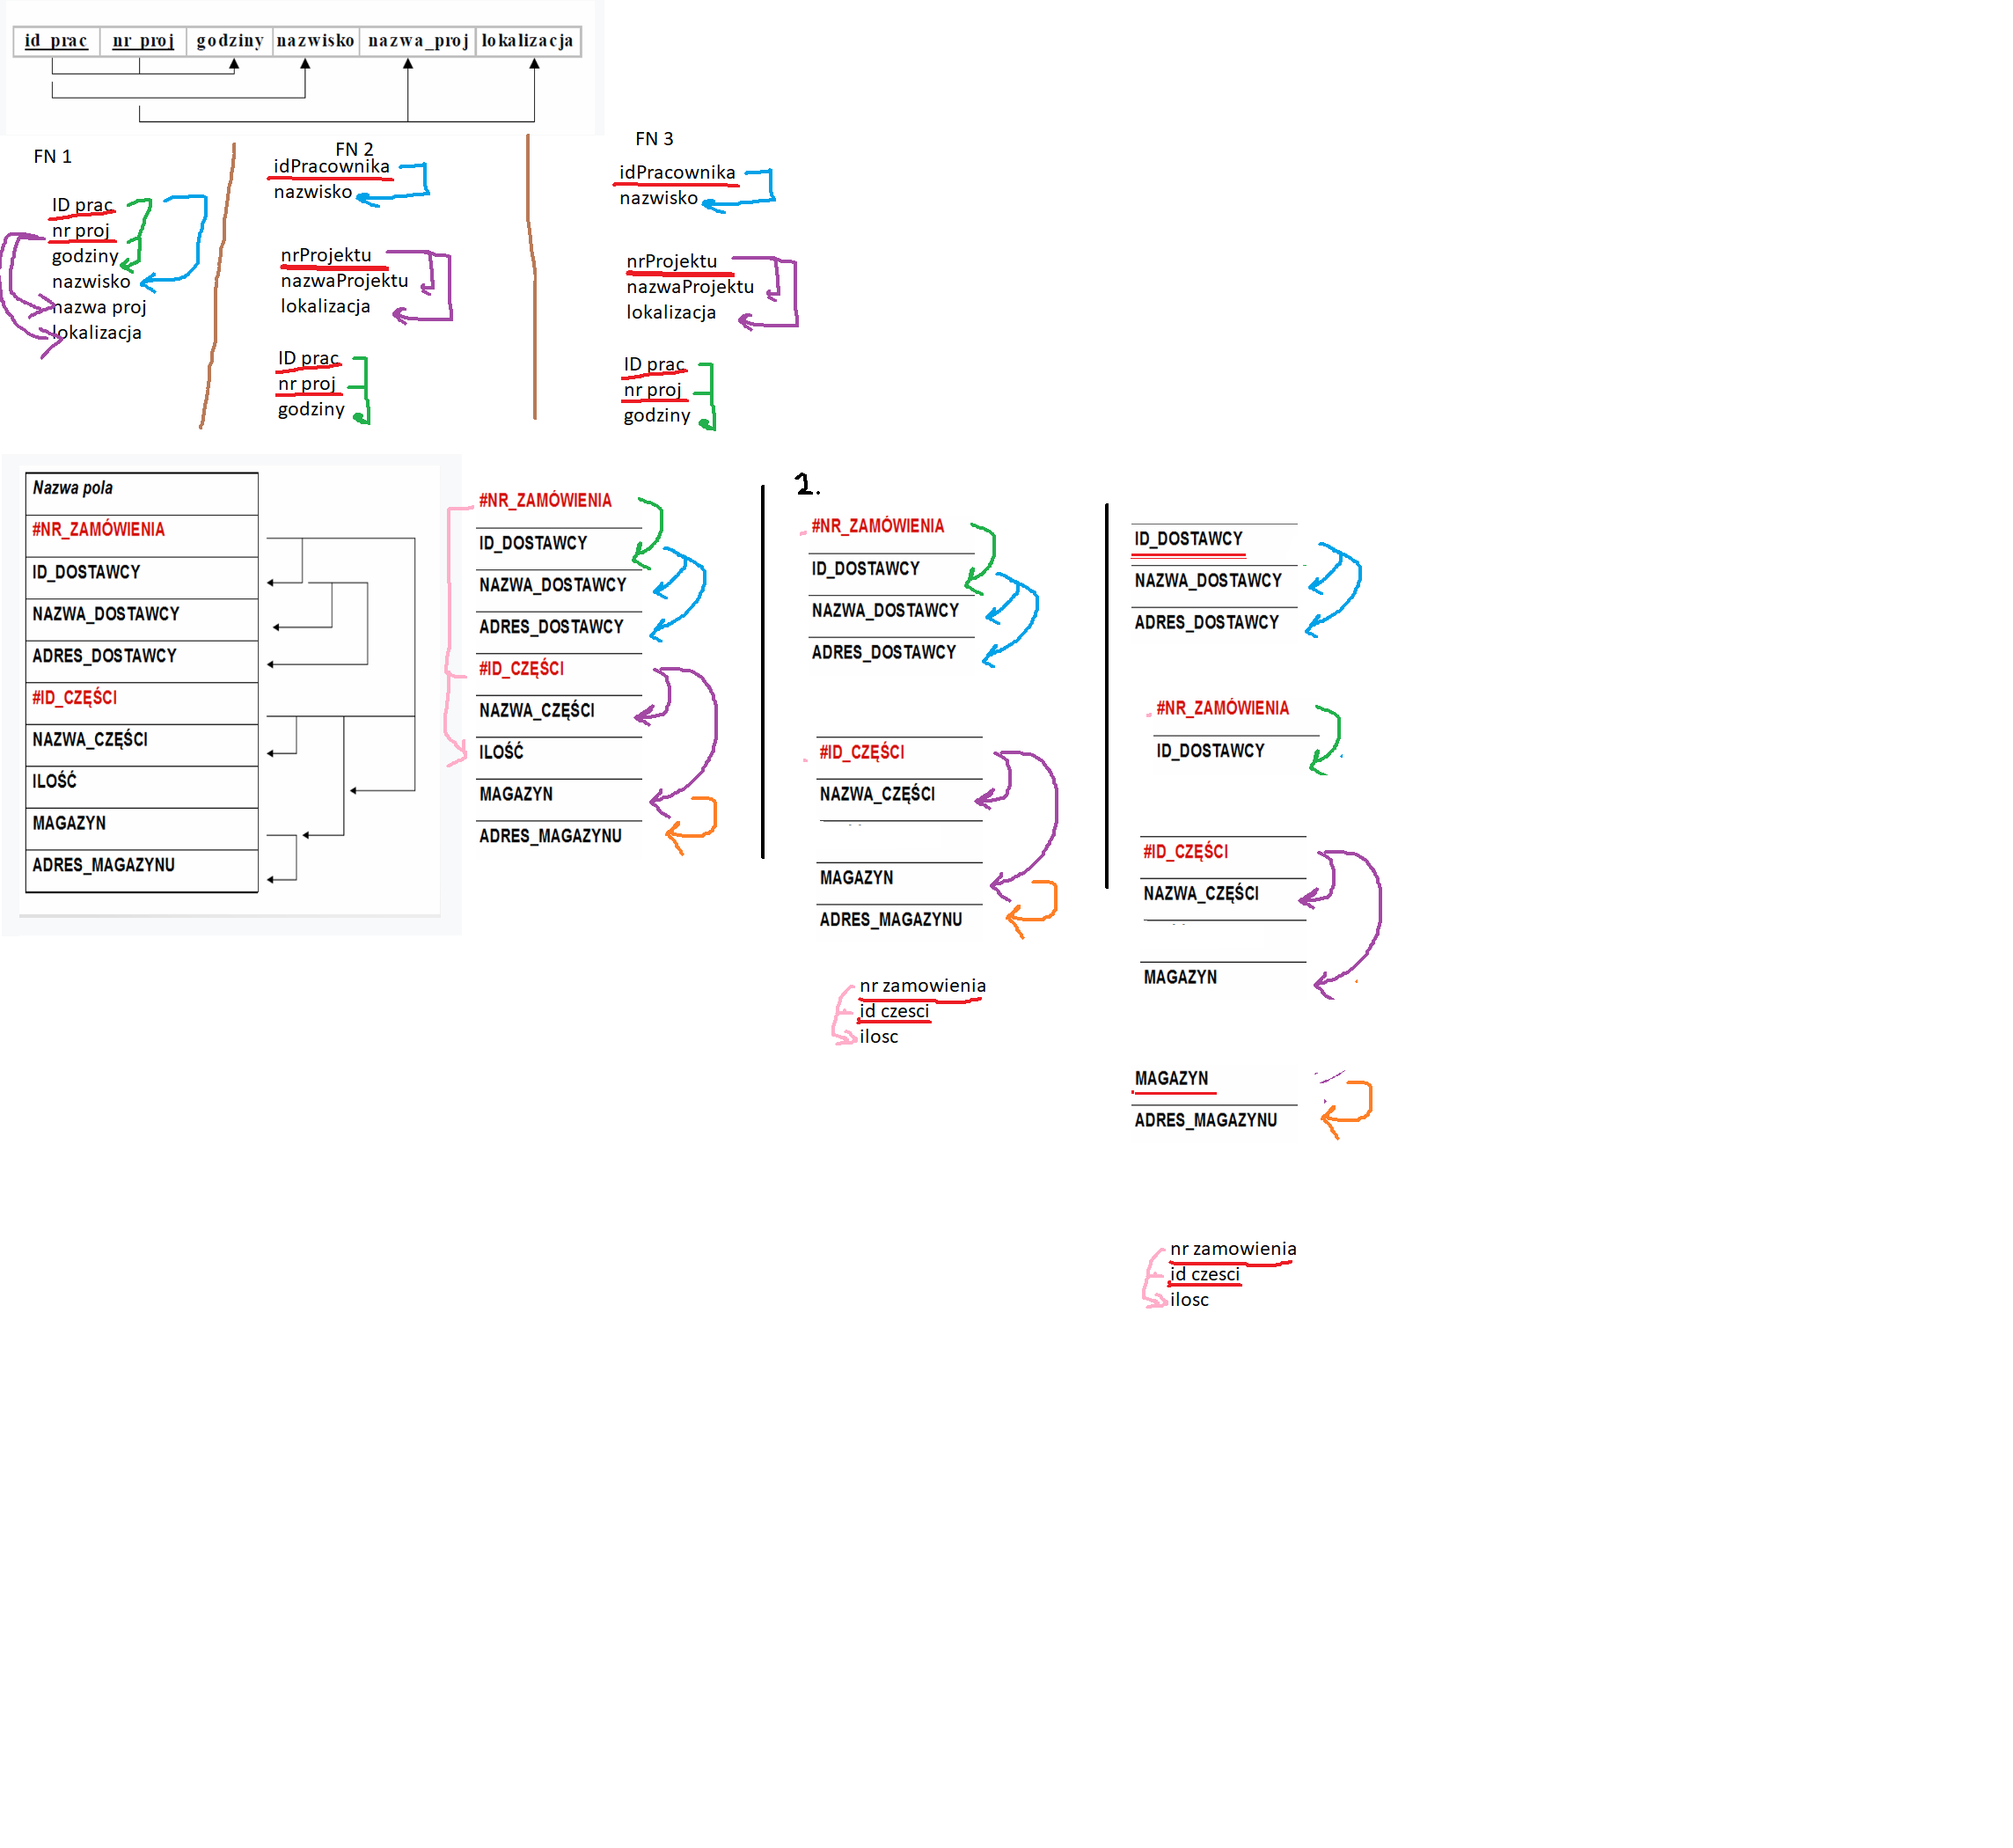 id_prac nr_proj godziny nazwisko nazwa_proj lokalizacja
FN 1
ID prac
nr proj
godziny
nazwisko
nazwa proj
lokalizacja
FN 2
idPracownika
nazwisko
nrProjektu
nazwaProjektu
lokalizacja
ID prac
nr proj
godziny
FN 3
idPracownika
nazwisko
nrProjektu
nazwaProjektu
lokalizacja
ID prac
nr proj
godziny
Nazwa pola
#NR_ZAMÓWIENIA
ID_DOSTAWCY
NAZWA_DOSTAWCY
ADRES_DOSTAWCY
#ID_CZĘŚCI
NAZWA_CZĘŚCI
ILOŚĆ
MAGAZYN
ADRES_MAGAZYNU
#NR_ZAMÓWIENIA
ID_DOSTAWCY
NAZWA_DOSTAWCY
ADRES_DOSTAWCY
#ID_CZĘŚCI
NAZWA_CZĘŚCI
ILOŚĆ
MAGAZYN
ADRES_MAGAZYNU
2.
#NR_ZAMÓWIENIA
ID_DOSTAWCY
NAZWA_DOSTAWCY
ADRES_DOSTAWCY
#ID_CZĘŚCI
NAZWA_CZĘŚCI
MAGAZYN
ADRES_MAGAZYNU
nr zamowienia
id czesci
ilosc
ID_DOSTAWCY
NAZWA_DOSTAWCY
ADRES_DOSTAWCY
#NR_ZAMÓWIENIA
ID_DOSTAWCY
#ID_CZĘŚCI
NAZWA_CZĘŚCI
MAGAZYN
MAGAZYN
ADRES_MAGAZYNU
nr zamowienia
id czesci
ilosc